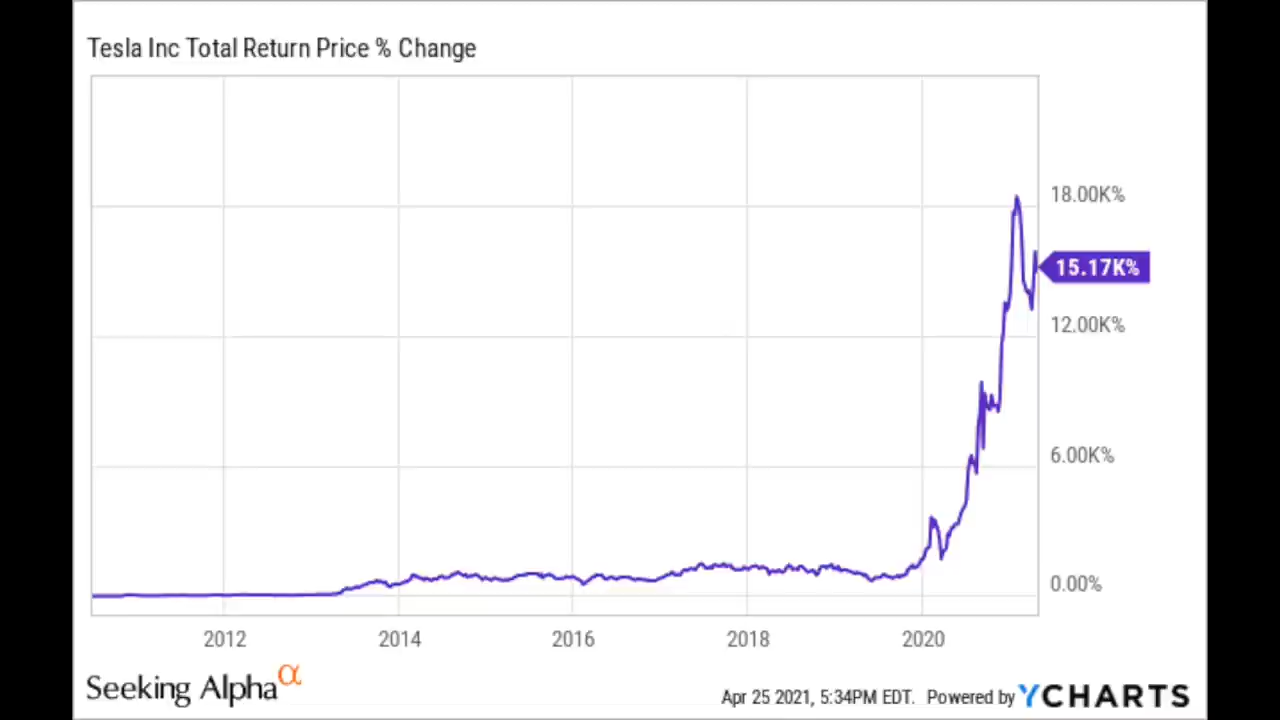 Tesla Inc Total Return Price % Change
18.00K%
15.17K%
12.00K%
6.00K%
0.00%
2012 2014 2016 2018 2020
Seeking Alphaα
Apr 25 2021, 5:34PM EDT. Powered by YCHARTS